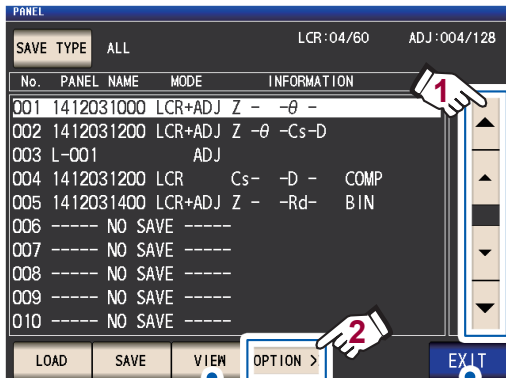 PANEL
SAVE TYPE ALL LCR:04/60 ADJ:004/128
No. PANEL NAME MODE INFORMATION
001 1412031000 LCR+ADJ Z - -θ -
002 1412031200 LCR+ADJ Z -θ -Cs-D
003 L-001 ADJ
004 1412031200 LCR Cs- -D - COMP
005 1412031400 LCR+ADJ Z - -Rd- BIN
006 ----- NO SAVE -----
007 ----- NO SAVE -----
008 ----- NO SAVE -----
009 ----- NO SAVE -----
010 ----- NO SAVE -----
LOAD SAVE VIEW OPTION > EXIT
1
2